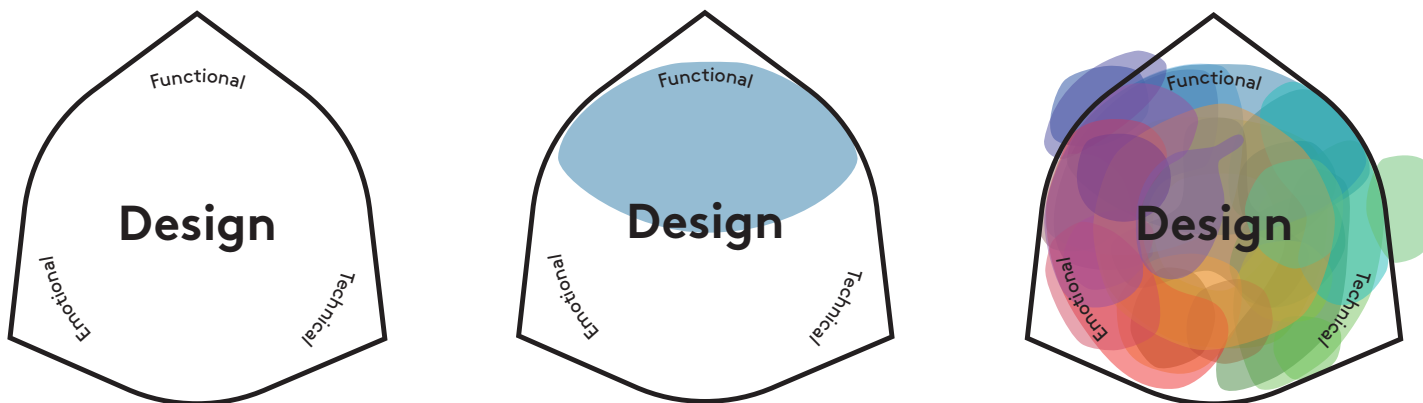 Functional
Design
Emotional
Technical
Functional
Design
Emotional
Technical
Functional
Design
Emotional
Technical